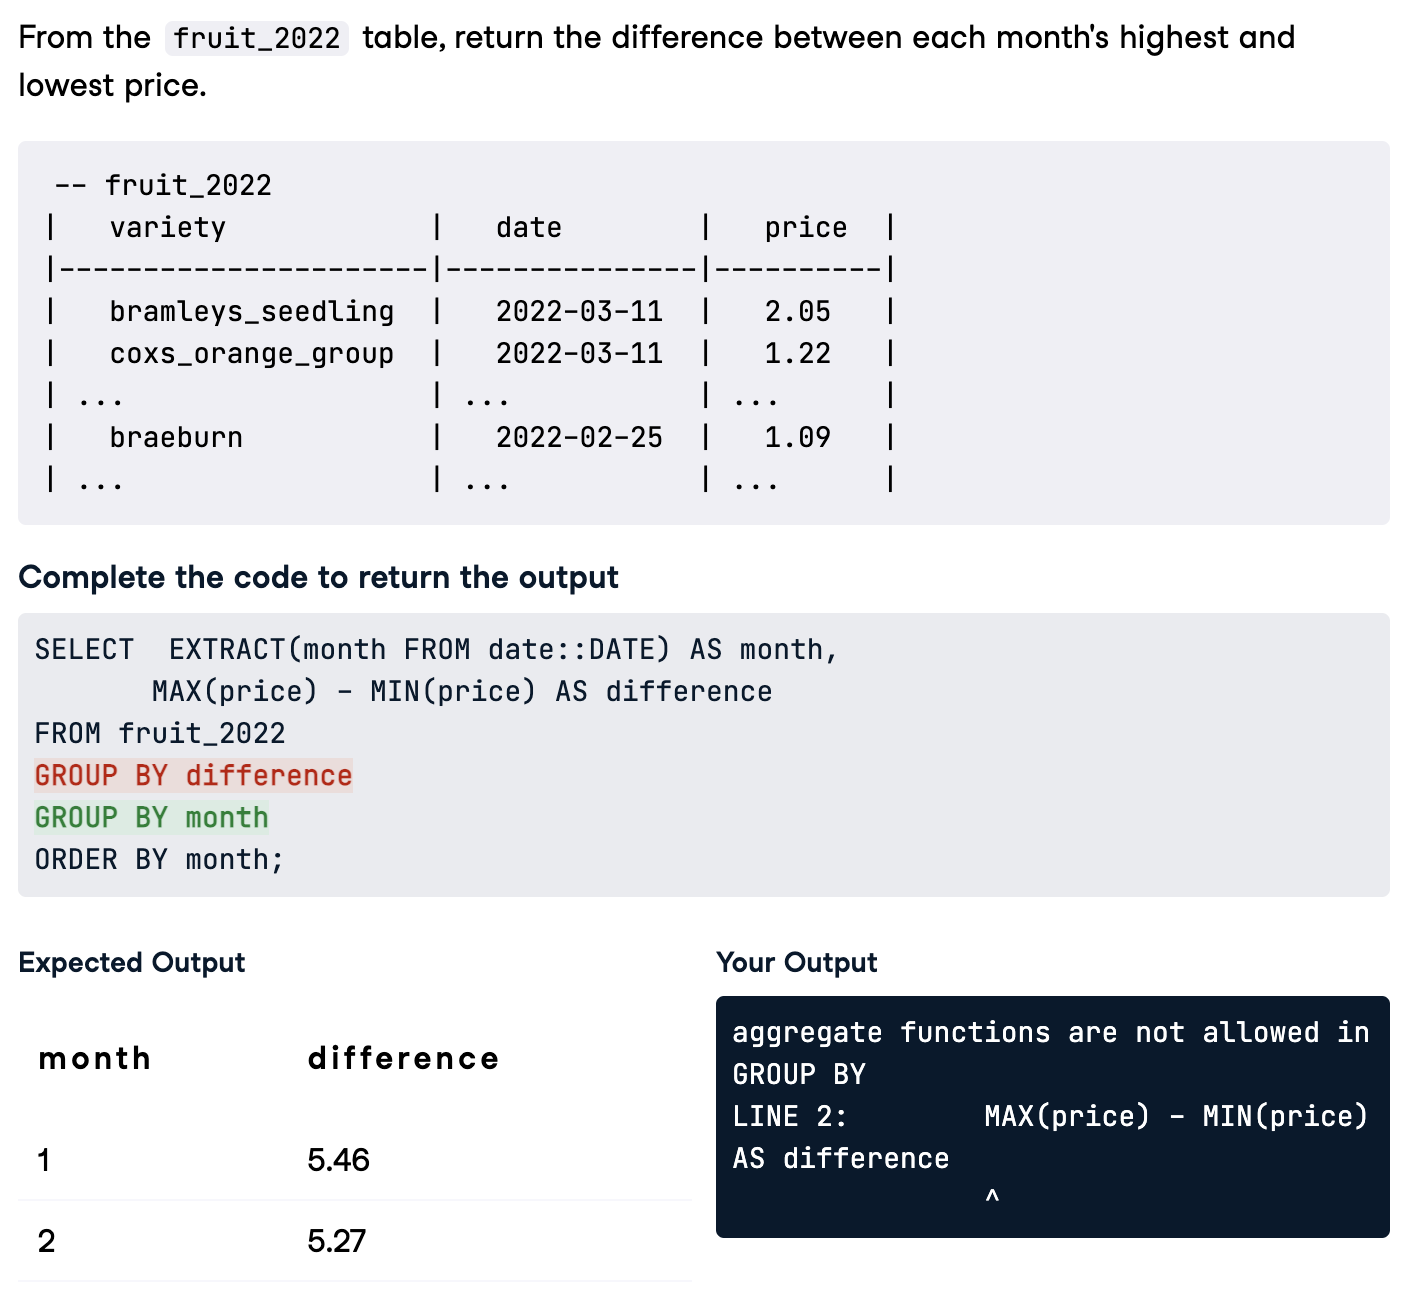 From the fruit_2022 table, return the difference between each month's highest and
lowest price.
-- fruit_2022
|   variety            |   date        |   price  |
|----------------------|---------------|----------|
|   bramleys_seedling  |   2022-03-11  |   2.05   |
|   coxs_orange_group  |   2022-03-11  |   1.22   |
| ...                  | ...           | ...      |
|   braeburn           |   2022-02-25  |   1.09   |
| ...                  | ...           | ...      |
Complete the code to return the output
SELECT  EXTRACT(month FROM date::DATE) AS month,
       MAX(price) - MIN(price) AS difference
FROM fruit_2022
GROUP BY difference
GROUP BY month
ORDER BY month;
Expected Output
month difference
1 5.46
2 5.27
Your Output
aggregate functions are not allowed in
GROUP BY
LINE 2:        MAX(price) - MIN(price)
AS difference
^